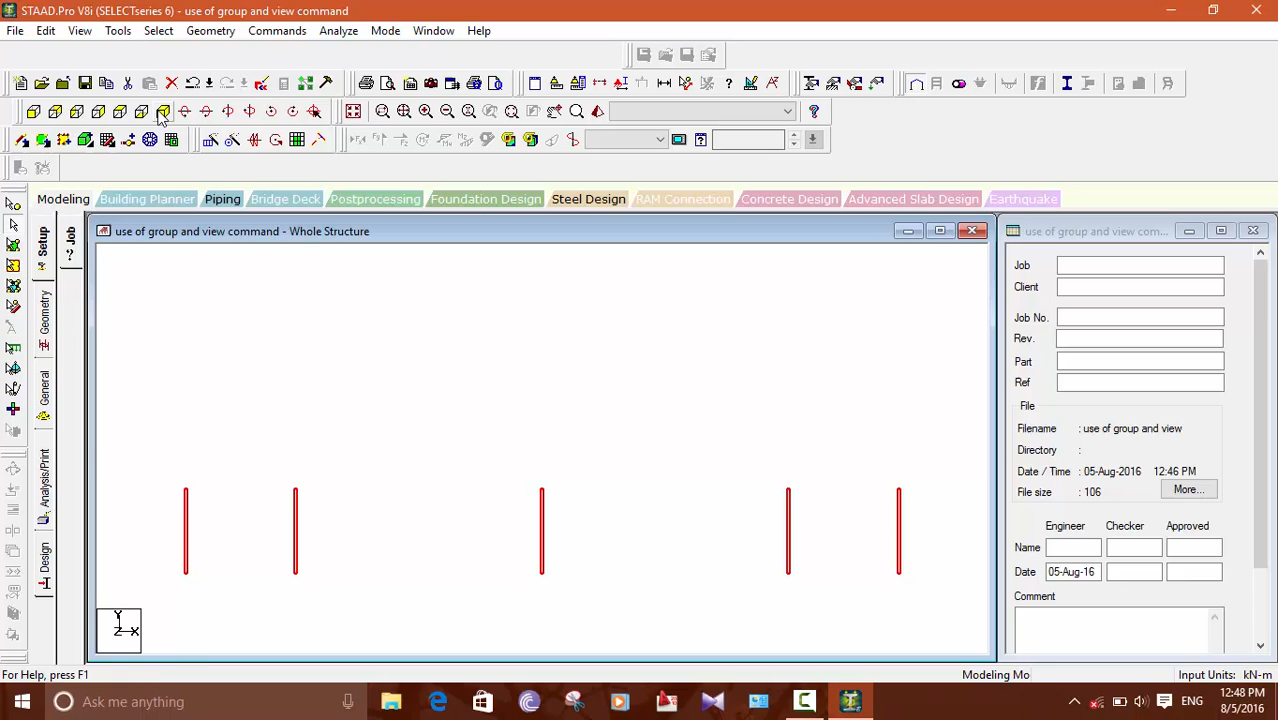 STAAD.Pro V8i (SELECTseries 6) - use of group and view command
File Edit View Tools Select Geometry Commands Analyze Mode Window Help
Modeling Building Planner Piping Bridge Deck Postprocessing Foundation Design Steel Design RAM Connection Concrete Design Advanced Slab Design Earthquake
Setup
Job
Geometry
General
Analysis/Print
Design
use of group and view command - Whole Structure
Y
Z X
use of group and view com...
Job
Client
Job No.
Rev.
Part
Ref
File
Filename : use of group and view
Directory :
Date / Time : 05-Aug-2016 12:46 PM
File size : 106 More...
Engineer Checker Approved
Name
Date 05-Aug-16
Comment
For Help, press F1 Modeling Mo Input Units: kN-m
Ask me anything ENG 12:48 PM
8/5/2016